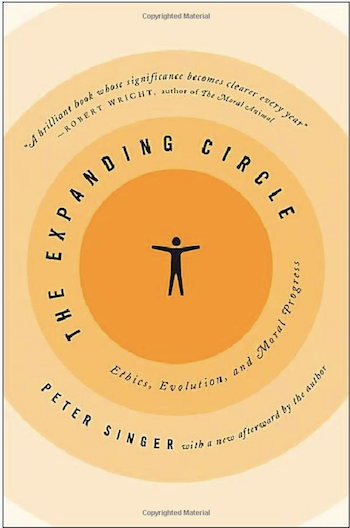 Copyrighted Material
"A brilliant book whose significance becomes clearer every year"
—ROBERT WRIGHT, author of The Moral Animal
THE EXPANDING CIRCLE
Ethics, Evolution, and Moral Progress
PETER SINGER with a new afterward by the author
Copyrighted Material